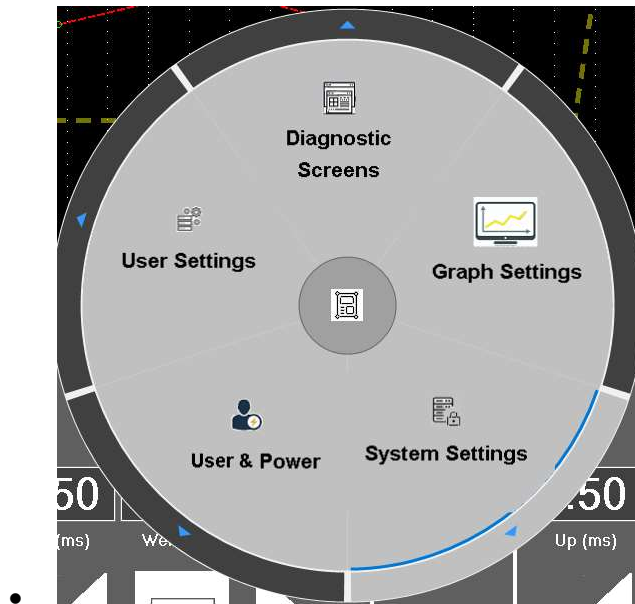 Diagnostic
Screens
User Settings
Graph Settings
User & Power
System Settings
50
.50
(ms)
We
Up (ms)